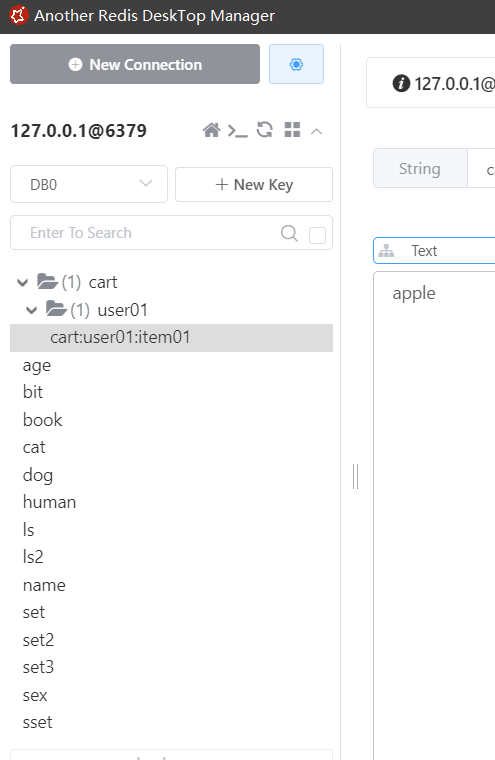 Another Redis DeskTop Manager
New Connection
127.0.0.1@6379
127.0.0.1@
DB0
New Key
String
Enter To Search
Text
apple
(1) cart
(1) user01
cart:user01:item01
age
bit
book
cat
dog
human
ls
ls2
name
set
set2
set3
sex
sset